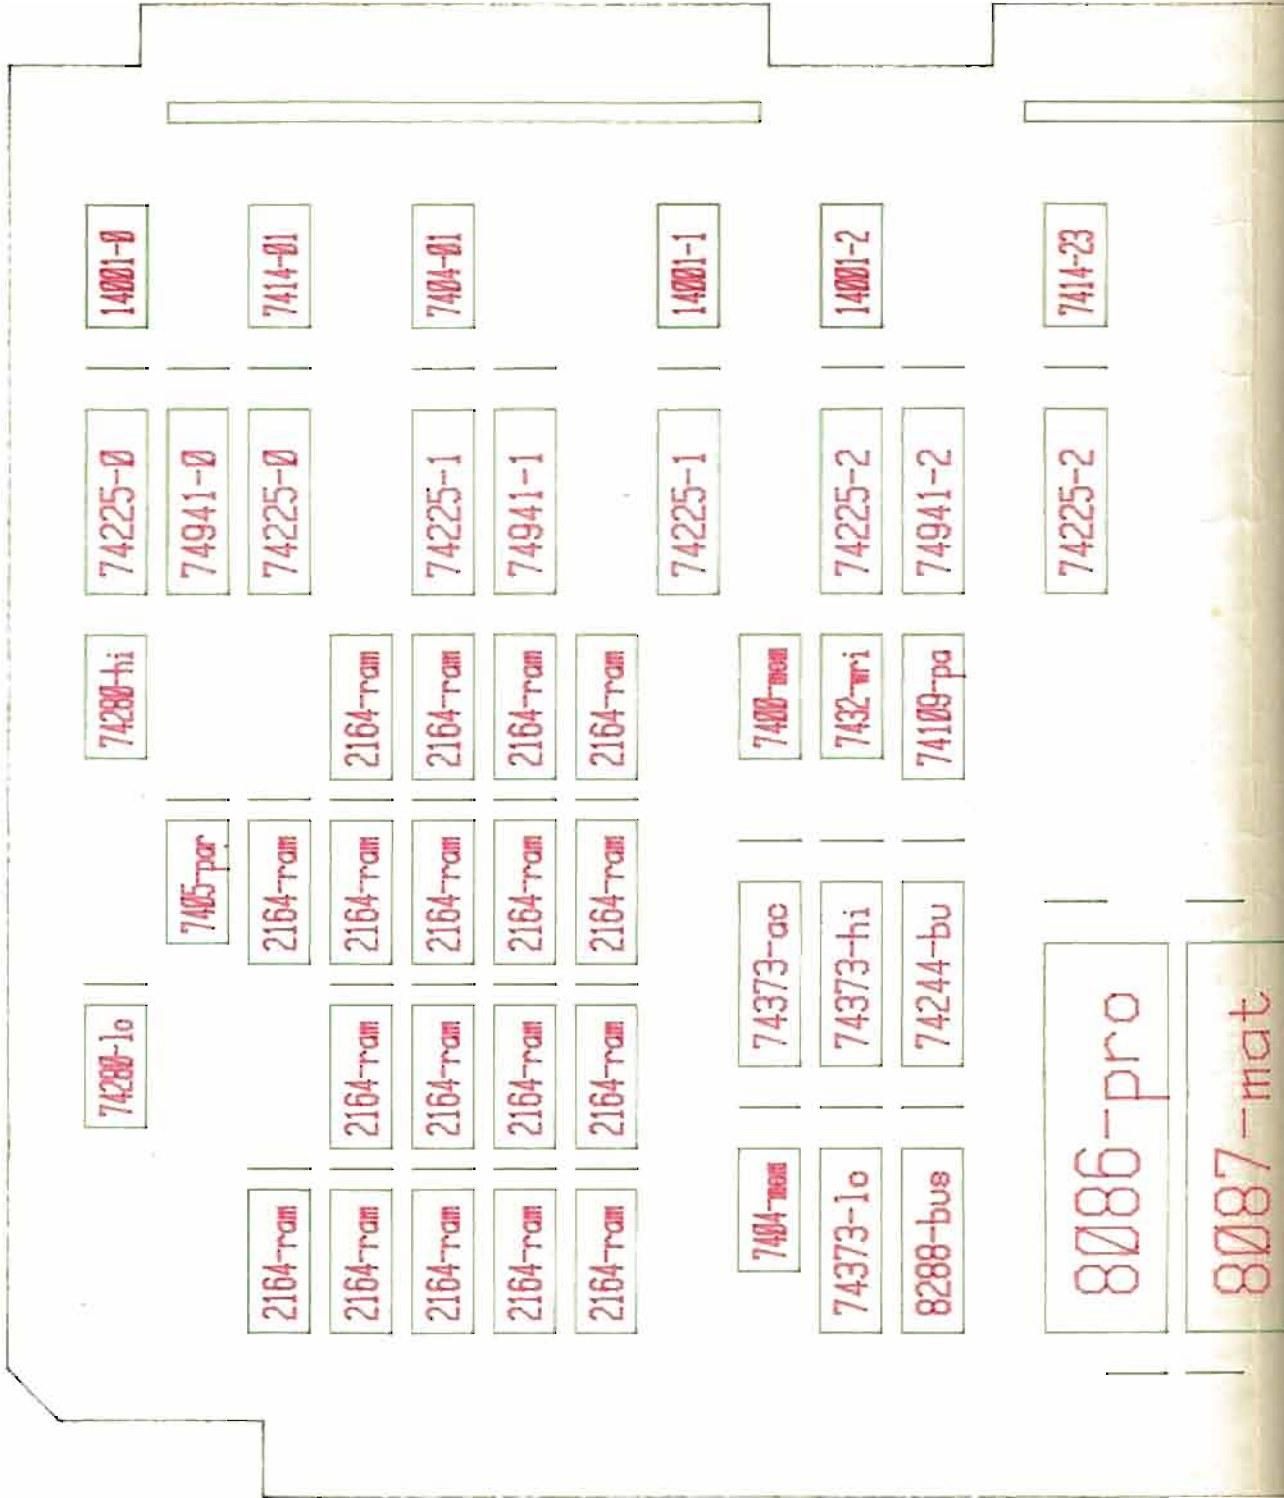 14001-0
7414-01
7404-01
14001-1
14001-2
7414-23
74225-0
74941-0
74225-0
74225-1
74941-1
74225-1
74225-2
74941-2
74225-2
74280-hi
2164-ram
2164-ram
2164-ram
2164-ram
7400-mem
7432-wri
74109-pa
7405-par
2164-ram
2164-ram
2164-ram
2164-ram
2164-ram
74373-ac
74373-hi
74244-bu
74280-lo
2164-ram
2164-ram
2164-ram
2164-ram
8086-pro
8087-mat
2164-ram
2164-ram
2164-ram
2164-ram
2164-ram
7404-mem
74373-lo
8288-bus